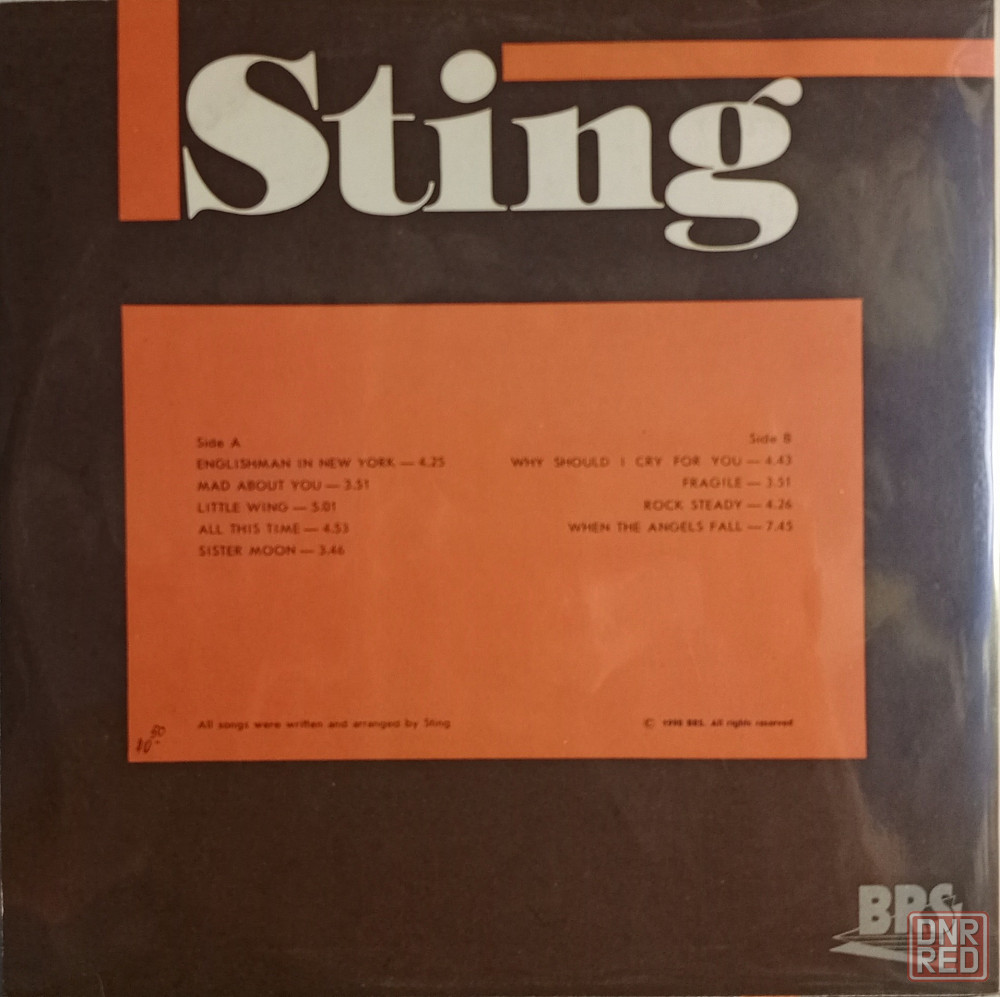 Sting
Side A
ENGLISHMAN IN NEW YORK — 4.25
MAD ABOUT YOU — 3.51
LITTLE WING — 5.01
ALL THIS TIME — 4.53
SISTER MOON — 3.46
Side B
WHY SHOULD I CRY FOR YOU — 4.43
FRAGILE — 3.51
ROCK STEADY — 4.26
WHEN THE ANGELS FALL — 7.45
All songs were written and arranged by Sting
© BRS. All rights reserved
BRS
DNR
RED